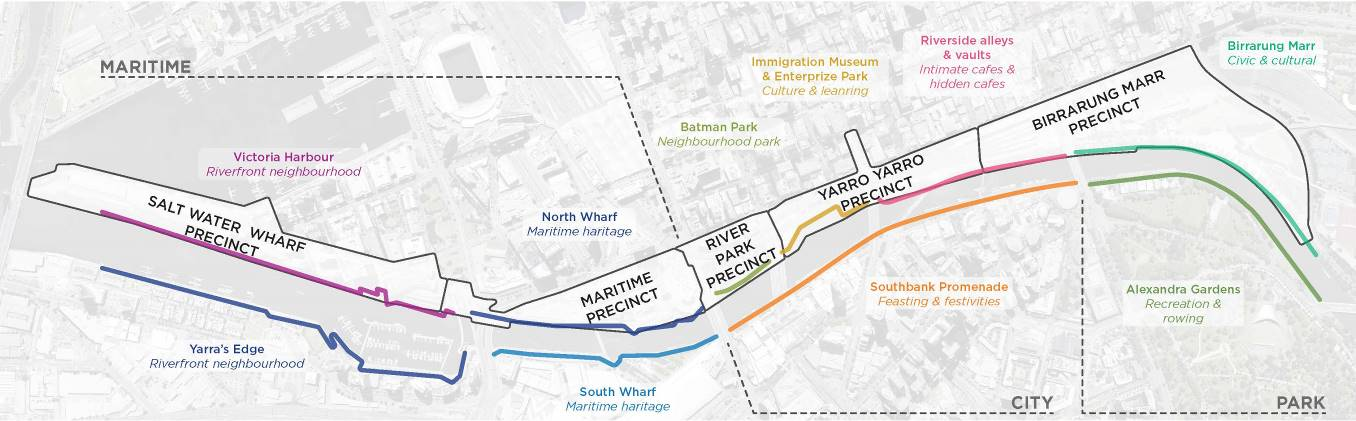 MARITIME
Victoria Harbour
Riverfront neighbourhood
SALT WATER WHARF
PRECINCT
Yarra's Edge
Riverfront neighbourhood
North Wharf
Maritime haritage
MARITIME
PRECINCT
South Wharf
Maritime haritage
Batman Park
Neighbourhood park
RIVER
PARK
PRECINCT
Immigration Museum
& Enterprize Park
Culture & leanring
YARRO YARRO
PRECINCT
Riverside alleys
& vaults
Intimate cafes &
hidden cafes
Southbank Promenade
Feasting & festivities
CITY
BIRRARUNG MARR
PRECINCT
Birrarung Marr
Civic & cultural
Alexandra Gardens
Recreation &
rowing
PARK